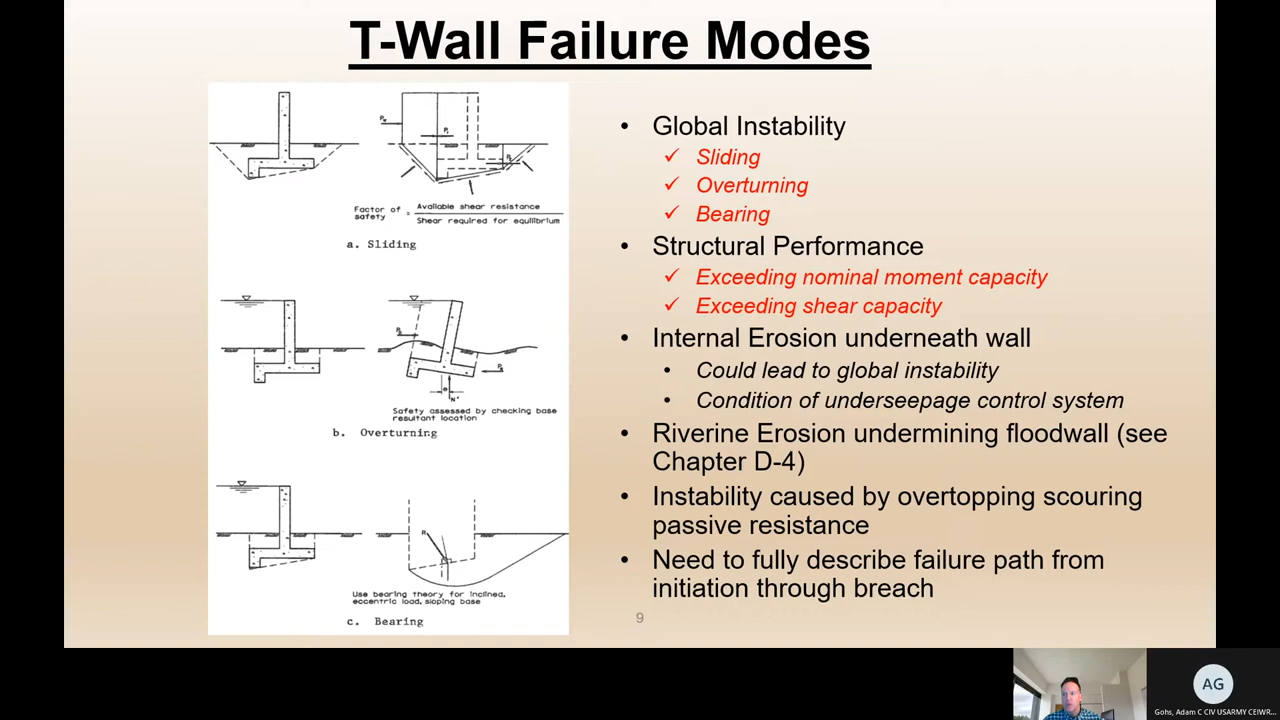 T-Wall Failure Modes
Factor of safety = Available shear resistance / Shear required for equilibrium
a. Sliding
Safety assessed by checking base
resultant location
b. Overturning
Use bearing theory for inclined,
eccentric load, sloping base
c. Bearing
• Global Instability
✓ Sliding
✓ Overturning
✓ Bearing
• Structural Performance
✓ Exceeding nominal moment capacity
✓ Exceeding shear capacity
• Internal Erosion underneath wall
• Could lead to global instability
• Condition of underseepage control system
• Riverine Erosion undermining floodwall (see
Chapter D-4)
• Instability caused by overtopping scouring
passive resistance
• Need to fully describe failure path from
initiation through breach
9
AG
Gohs, Adam C CIV USARMY CEIWR...